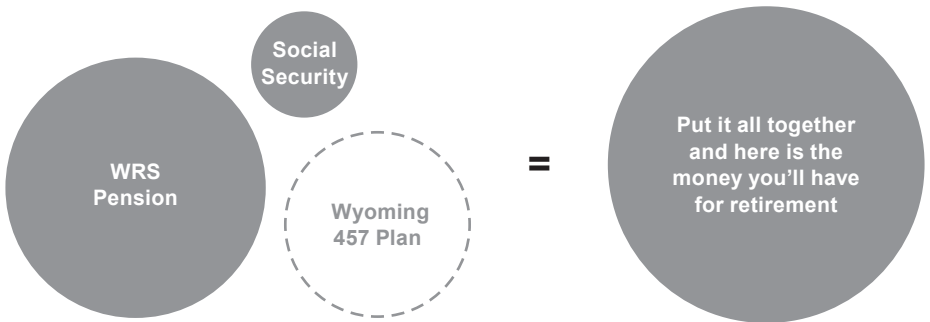 Social
Security
WRS
Pension
Wyoming
457 Plan
=
Put it all together
and here is the
money you’ll have
for retirement